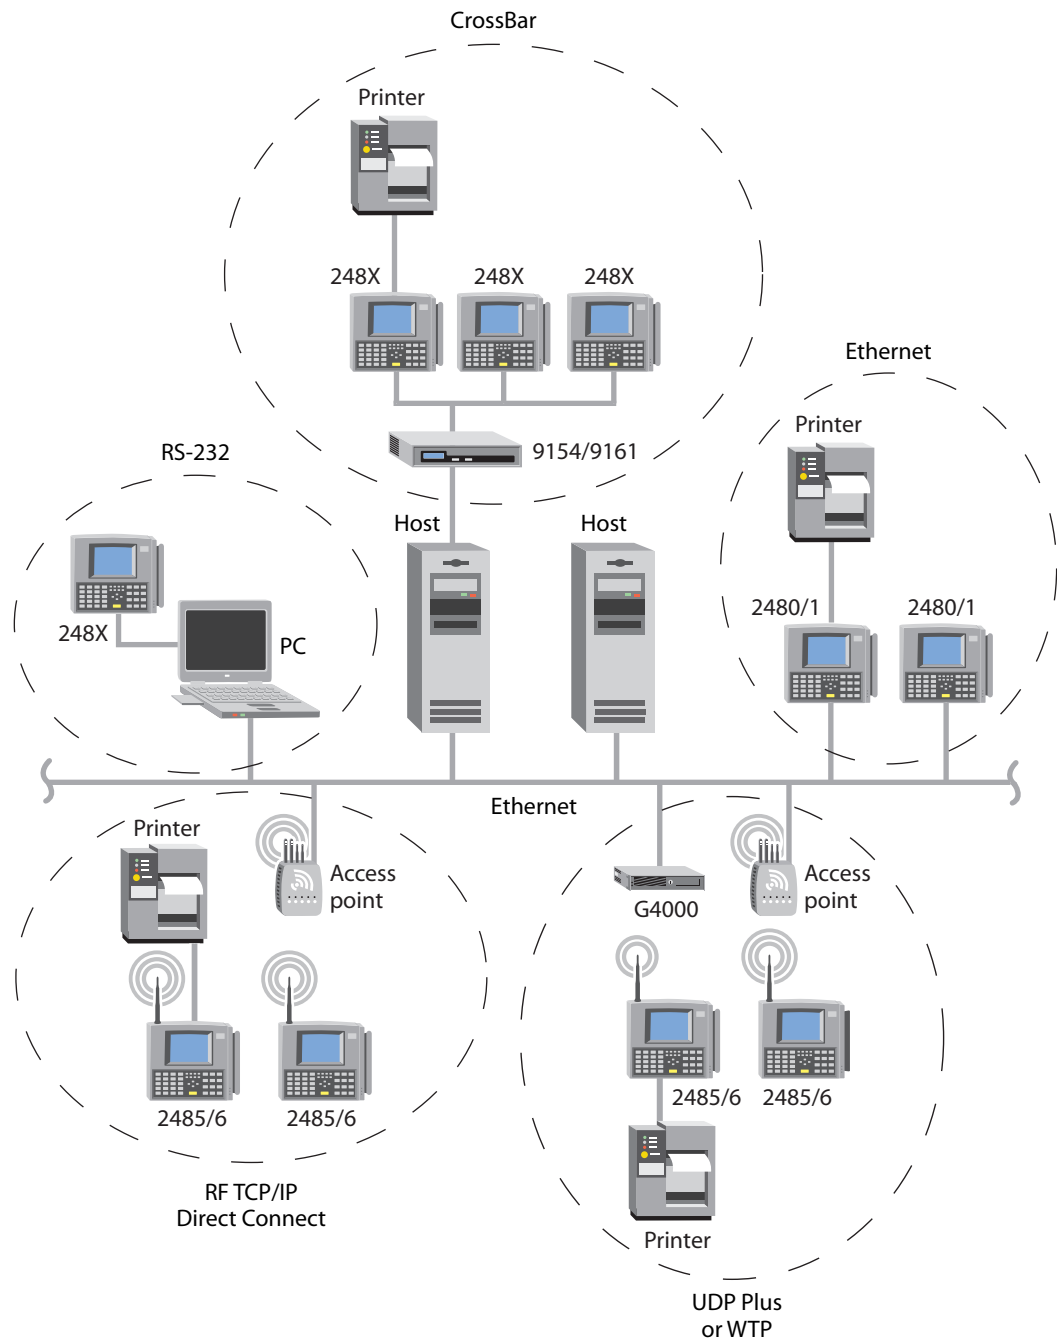 CrossBar
Printer
248X
248X
248X
9154/9161
Ethernet
Printer
2480/1
2480/1
RS-232
248X
PC
Host
Host
Ethernet
Printer
Access
point
2485/6
2485/6
RF TCP/IP
Direct Connect
G4000
Access
point
2485/6
2485/6
Printer
UDP Plus
or WTP